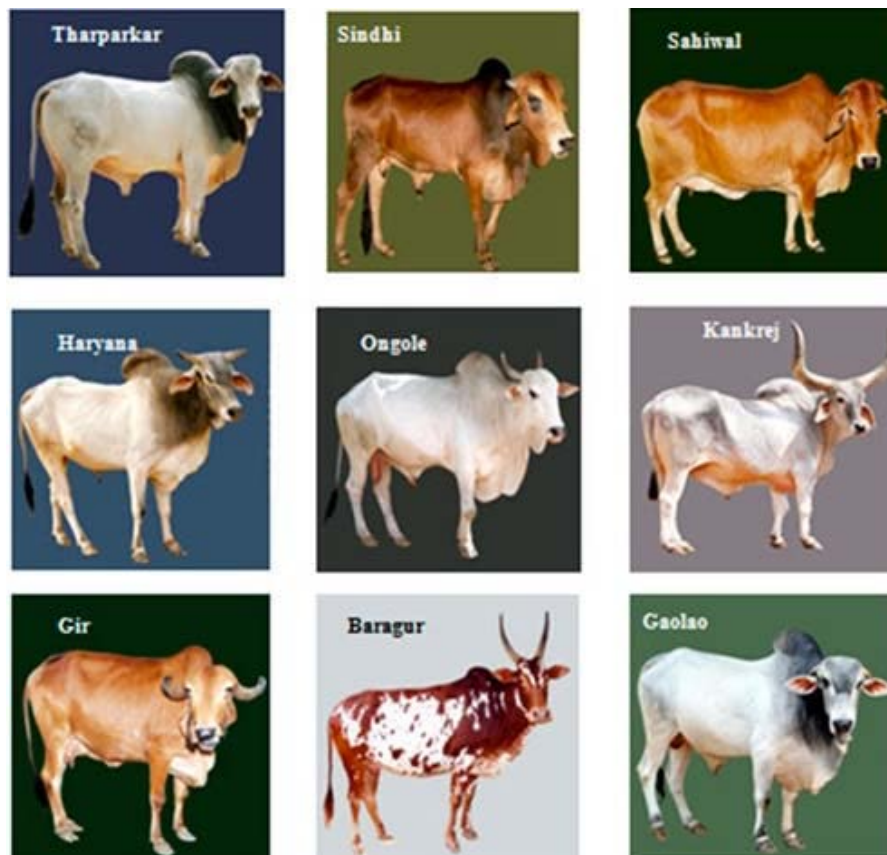 Tharparkar
Sindhi
Sahiwal
Haryana
Ongole
Kankrej
Gir
Baragur
Gaolao